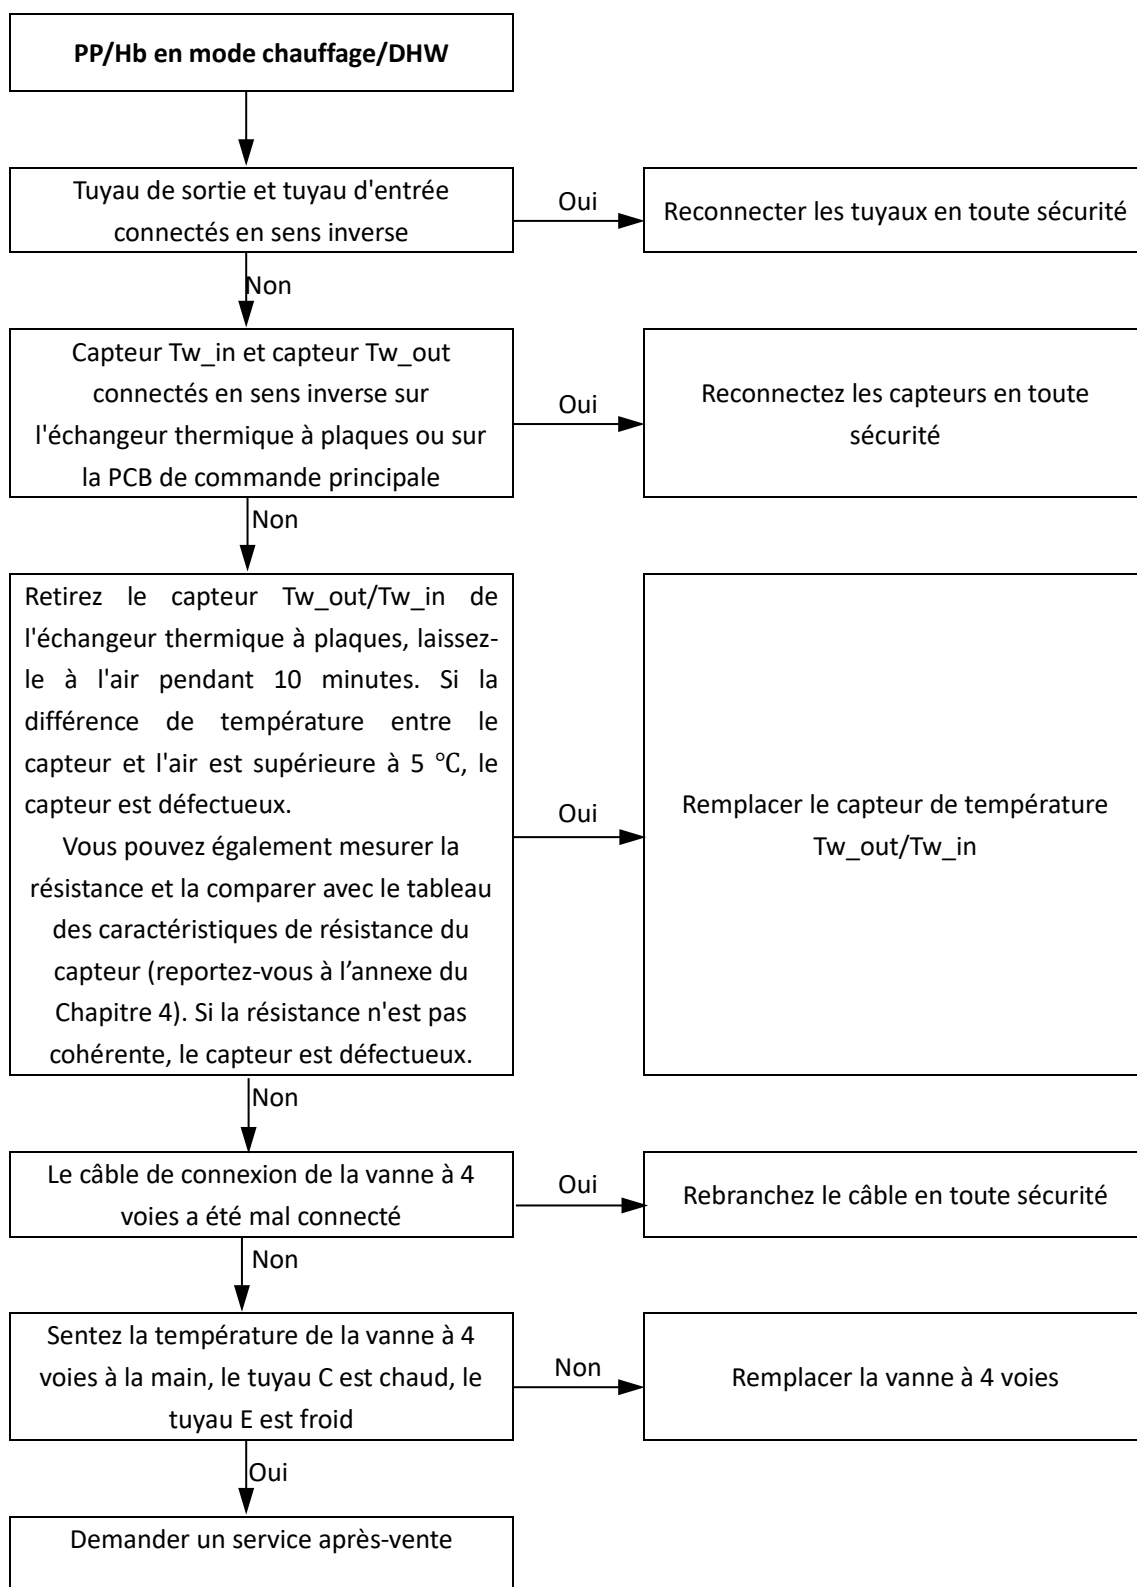 PP/Hb en mode chauffage/DHW
Tuyau de sortie et tuyau d'entrée
connectés en sens inverse
Oui
Reconnecter les tuyaux en toute sécurité
Non
Capteur Tw_in et capteur Tw_out
connectés en sens inverse sur
l'échangeur thermique à plaques ou sur
la PCB de commande principale
Oui
Reconnectez les capteurs en toute
sécurité
Non
Retirez le capteur Tw_out/Tw_in de
l'échangeur thermique à plaques, laissez-
le à l'air pendant 10 minutes. Si la
différence de température entre le
capteur et l'air est supérieure à 5 ℃, le
capteur est défectueux.
Vous pouvez également mesurer la
résistance et la comparer avec le tableau
des caractéristiques de résistance du
capteur (reportez-vous à l’annexe du
Chapitre 4). Si la résistance n'est pas
cohérente, le capteur est défectueux.
Oui
Remplacer le capteur de température
Tw_out/Tw_in
Non
Le câble de connexion de la vanne à 4
voies a été mal connecté
Oui
Rebranchez le câble en toute sécurité
Non
Sentez la température de la vanne à 4
voies à la main, le tuyau C est chaud, le
tuyau E est froid
Non
Remplacer la vanne à 4 voies
Oui
Demander un service après-vente